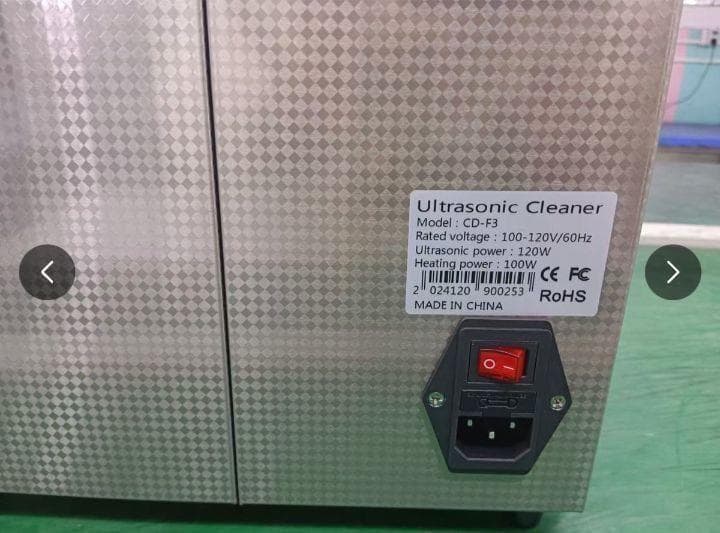 Ultrasonic Cleaner
Model : CD-F3
Rated voltage : 100-120V/60Hz
Ultrasonic power : 120W
Heating power : 100W
CE FC
2 024120 900253
RoHS
MADE IN CHINA